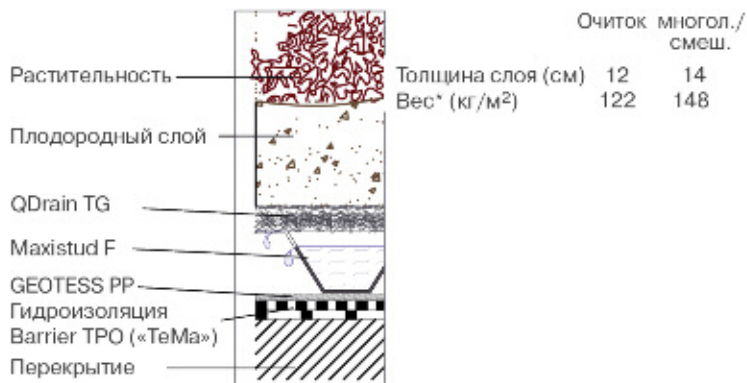 Очиток многол./
смеш.
Толщина слоя (см) 12 14
Вес* (кг/м²) 122 148
Растительность
Плодородный слой
QDrain TG
Maxistud F
GEOTESS PP
Гидроизоляция
Barrier TPO («ТеМа»)
Перекрытие